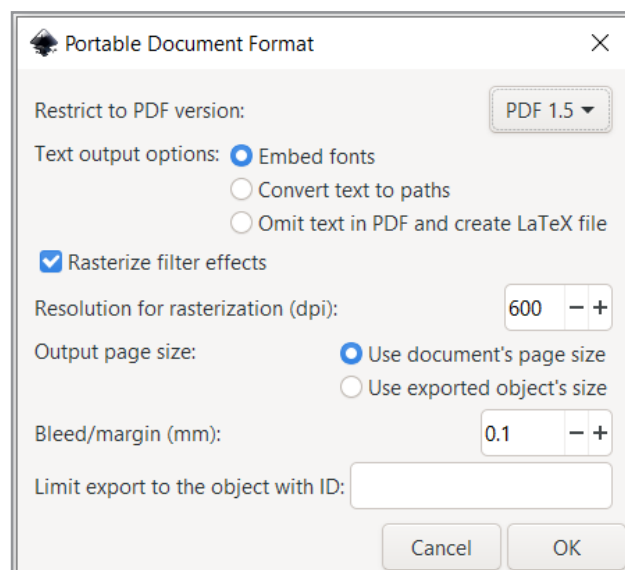 Portable Document Format
Restrict to PDF version: PDF 1.5
Text output options: Embed fonts
Convert text to paths
Omit text in PDF and create LaTeX file
Rasterize filter effects
Resolution for rasterization (dpi): 600
Output page size: Use document's page size
Use exported object's size
Bleed/margin (mm): 0.1
Limit export to the object with ID:
Cancel OK